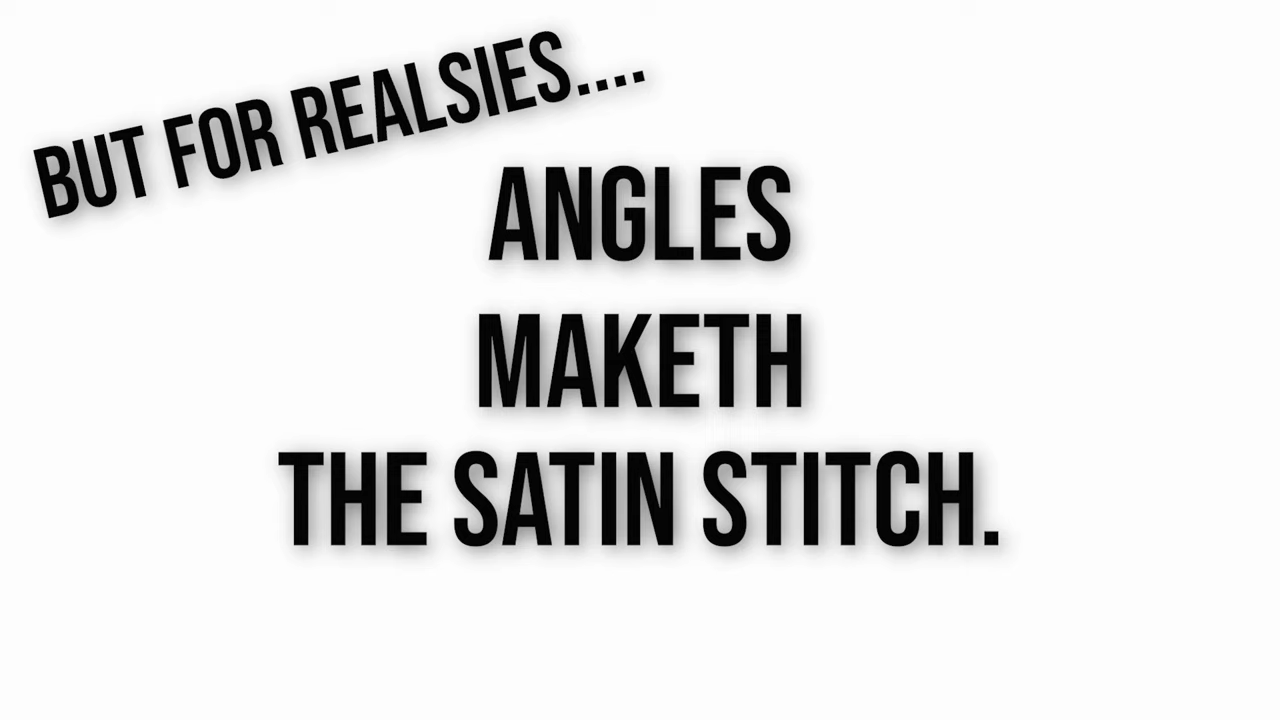 BUT FOR REALSIES....
ANGLES
MAKETH
THE SATIN STITCH.